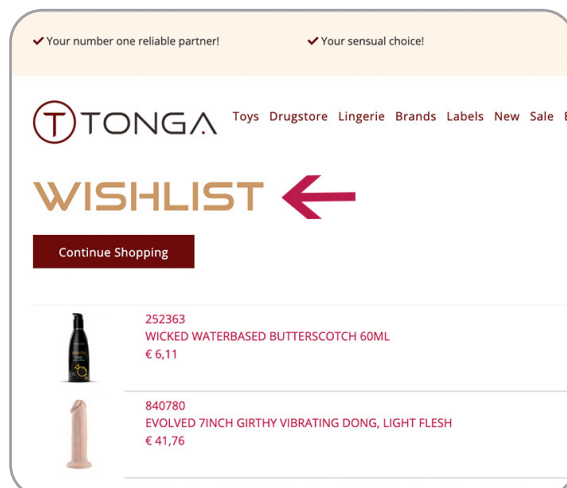 Your number one reliable partner!
Your sensual choice!
TONGA
Toys Drugstore Lingerie Brands Labels New Sale
WISHLIST
Continue Shopping
252363
WICKED WATERBASED BUTTERSCOTCH 60ML
€ 6,11
840780
EVOLVED 7INCH GIRTHY VIBRATING DONG, LIGHT FLESH
€ 41,76